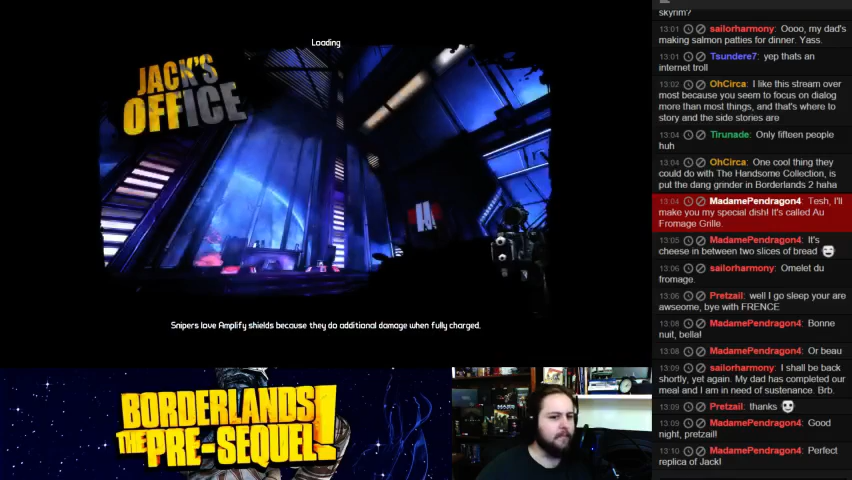 Loading
JACK'S
OFFICE
Snipers love Amplify shields because they do additional damage when fully charged.
BORDERLANDS
THE PRE-SEQUEL!
skyrim?
13:01 sailorharmony: Oooo, my dad's
making salmon patties for dinner. Yass.
13:01 Tsundere7: yep thats an
internet troll
13:02 OhCirca: I like this stream over
most because you seem to focus on dialog
more than most things, and that's where to
story and the side stories are
13:04 Tirunade: Only fifteen people
huh
13:04 OhCirca: One cool thing they
could do with The Handsome Collection, is
put the dang grinder in Borderlands 2 haha
13:04 MadamePendragon4: Tesh, I'll
make you my special dish! It's called Au
Fromage Grille.
13:05 MadamePendragon4: It's
cheese in between two slices of bread
13:06 sailorharmony: Omelet du
fromage.
13:06 Pretzail: well I go sleep your are
awseome, bye with FRENCE
13:08 MadamePendragon4: Bonne
nuit, bella!
13:08 MadamePendragon4: Or beau
13:09 sailorharmony: I shall be back
shortly, yet again. My dad has completed our
meal and I am in need of sustenance. Brb.
13:09 Pretzail: thanks
13:09 MadamePendragon4: Good
night, pretzail!
13:10 MadamePendragon4: Perfect
replica of Jack!